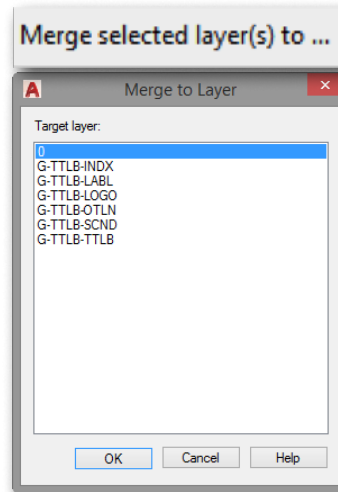 Merge selected layer(s) to ...
A
Merge to Layer
Target layer:
0
G-TTLB-INDX
G-TTLB-LABL
G-TTLB-LOGO
G-TTLB-OTLN
G-TTLB-SCND
G-TTLB-TTLB
OK Cancel Help